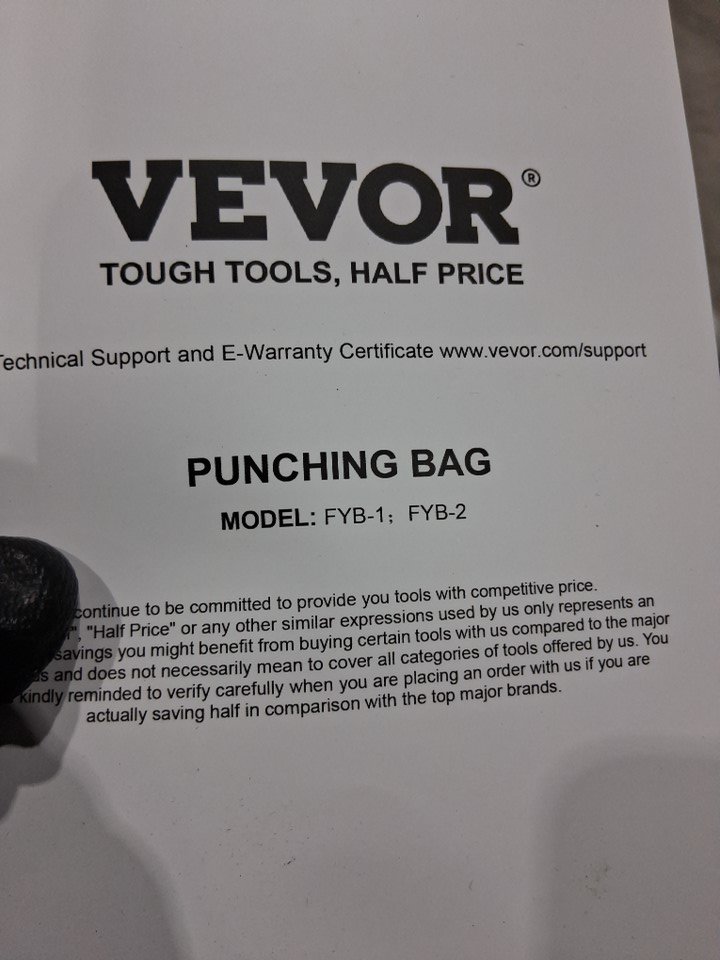 VEVOR®
TOUGH TOOLS, HALF PRICE
Technical Support and E-Warranty Certificate www.vevor.com/support
PUNCHING BAG
MODEL: FYB-1; FYB-2
continue to be committed to provide you tools with competitive price.
"Half Price" or any other similar expressions used by us only represents an
savings you might benefit from buying certain tools with us compared to the major
and does not necessarily mean to cover all categories of tools offered by us. You
kindly reminded to verify carefully when you are placing an order with us if you are
actually saving half in comparison with the top major brands.